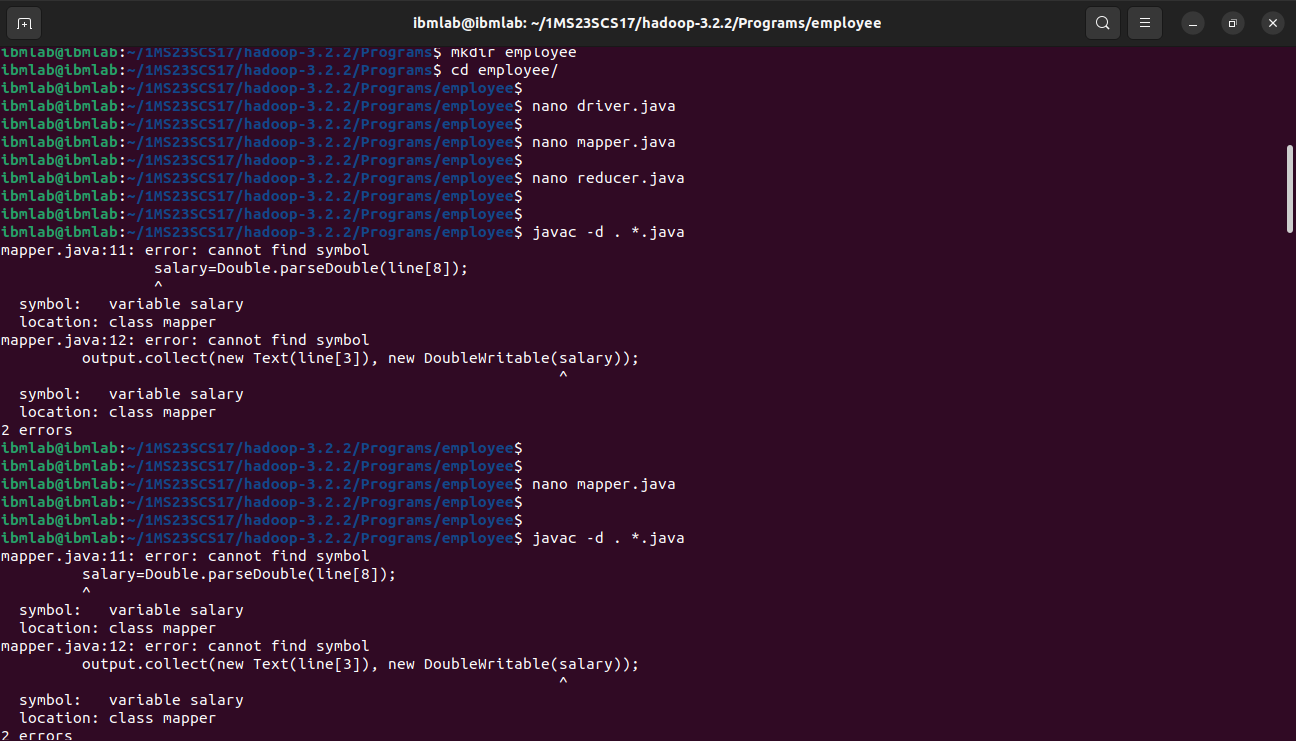 ibmlab@ibmlab: ~/1MS23SCS17/hadoop-3.2.2/Programs/employee
ibmlab@ibmlab:~/1MS23SCS17/hadoop-3.2.2/Programs$ mkdir employee
ibmlab@ibmlab:~/1MS23SCS17/hadoop-3.2.2/Programs$ cd employee/
ibmlab@ibmlab:~/1MS23SCS17/hadoop-3.2.2/Programs/employee$
ibmlab@ibmlab:~/1MS23SCS17/hadoop-3.2.2/Programs/employee$ nano driver.java
ibmlab@ibmlab:~/1MS23SCS17/hadoop-3.2.2/Programs/employee$
ibmlab@ibmlab:~/1MS23SCS17/hadoop-3.2.2/Programs/employee$ nano mapper.java
ibmlab@ibmlab:~/1MS23SCS17/hadoop-3.2.2/Programs/employee$
ibmlab@ibmlab:~/1MS23SCS17/hadoop-3.2.2/Programs/employee$ nano reducer.java
ibmlab@ibmlab:~/1MS23SCS17/hadoop-3.2.2/Programs/employee$
ibmlab@ibmlab:~/1MS23SCS17/hadoop-3.2.2/Programs/employee$
ibmlab@ibmlab:~/1MS23SCS17/hadoop-3.2.2/Programs/employee$ javac -d . *.java
mapper.java:11: error: cannot find symbol
                 salary=Double.parseDouble(line[8]);
                 ^
  symbol:   variable salary
  location: class mapper
mapper.java:12: error: cannot find symbol
         output.collect(new Text(line[3]), new DoubleWritable(salary));
                                                              ^
  symbol:   variable salary
  location: class mapper
2 errors
ibmlab@ibmlab:~/1MS23SCS17/hadoop-3.2.2/Programs/employee$
ibmlab@ibmlab:~/1MS23SCS17/hadoop-3.2.2/Programs/employee$
ibmlab@ibmlab:~/1MS23SCS17/hadoop-3.2.2/Programs/employee$ nano mapper.java
ibmlab@ibmlab:~/1MS23SCS17/hadoop-3.2.2/Programs/employee$
ibmlab@ibmlab:~/1MS23SCS17/hadoop-3.2.2/Programs/employee$
ibmlab@ibmlab:~/1MS23SCS17/hadoop-3.2.2/Programs/employee$ javac -d . *.java
mapper.java:11: error: cannot find symbol
         salary=Double.parseDouble(line[8]);
         ^
  symbol:   variable salary
  location: class mapper
mapper.java:12: error: cannot find symbol
         output.collect(new Text(line[3]), new DoubleWritable(salary));
                                                              ^
  symbol:   variable salary
  location: class mapper
2 errors